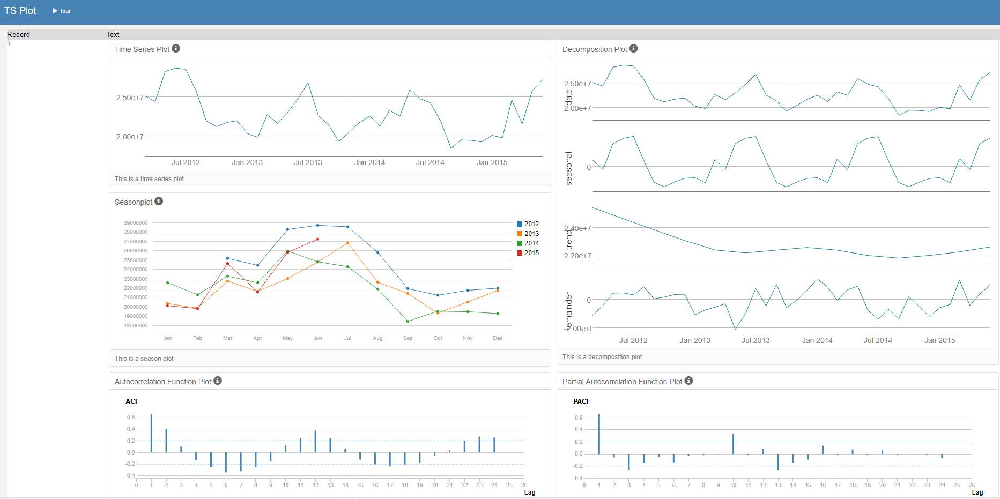 TS Plot
Tour
Record Text
1
Time Series Plot
2.50e+7
2.00e+7
Jul 2012 Jan 2013 Jul 2013 Jan 2014 Jul 2014 Jan 2015
This is a time series plot
Seasonplot
29000000
28000000
27000000
26000000
25000000
24000000
23000000
22000000
21000000
20000000
19000000
18000000
Jan Feb Mar Apr May Jun Jul Aug Sep Oct Nov Dec
2012
2013
2014
2015
This is a season plot
Decomposition Plot
data
2.50e+7
2.00e+7
seasonal
0
trend
2.40e+7
2.20e+7
remainder
0
-2.00e+(
Jul 2012 Jan 2013 Jul 2013 Jan 2014 Jul 2014 Jan 2015
This is a decomposition plot
Autocorrelation Function Plot
ACF
0.6
0.4
0.2
0.0
-0.2
-0.4
0 1 2 3 4 5 6 7 8 9 10 11 12 13 14 15 16 17 18 19 20 21 22 23 24 25 26
Lag
Partial Autocorrelation Function Plot
PACF
0.6
0.4
0.2
0.0
-0.2
-0.4
0 1 2 3 4 5 6 7 8 9 10 11 12 13 14 15 16 17 18 19 20 21 22 23 24 25 26
Lag